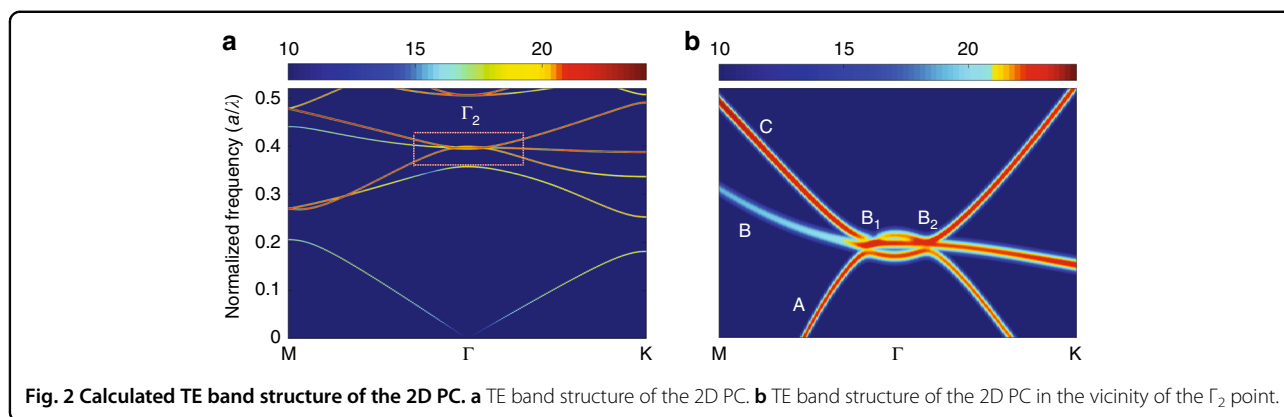 a
10 15 20
Normalized frequency (a/λ)
0.5
0.4
0.3
0.2
0.1
0
Γ₂
M Γ K
b
10 15 20
C
B
B₁ B₂
A
M Γ K
Fig. 2 Calculated TE band structure of the 2D PC. a TE band structure of the 2D PC. b TE band structure of the 2D PC in the vicinity of the Γ₂ point.